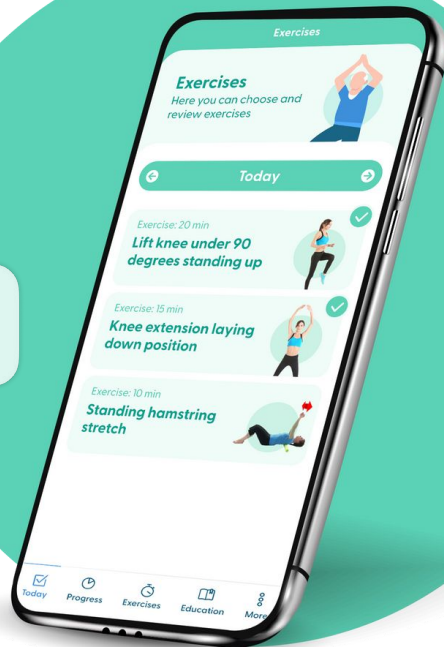 Exercises
Exercises
Here you can choose and
review exercises
Today
Exercise: 20 min
Lift knee under 90
degrees standing up
Exercise: 15 min
Knee extension laying
down position
Exercise: 10 min
Standing hamstring
stretch
Today
Progress
Exercises
Education
More